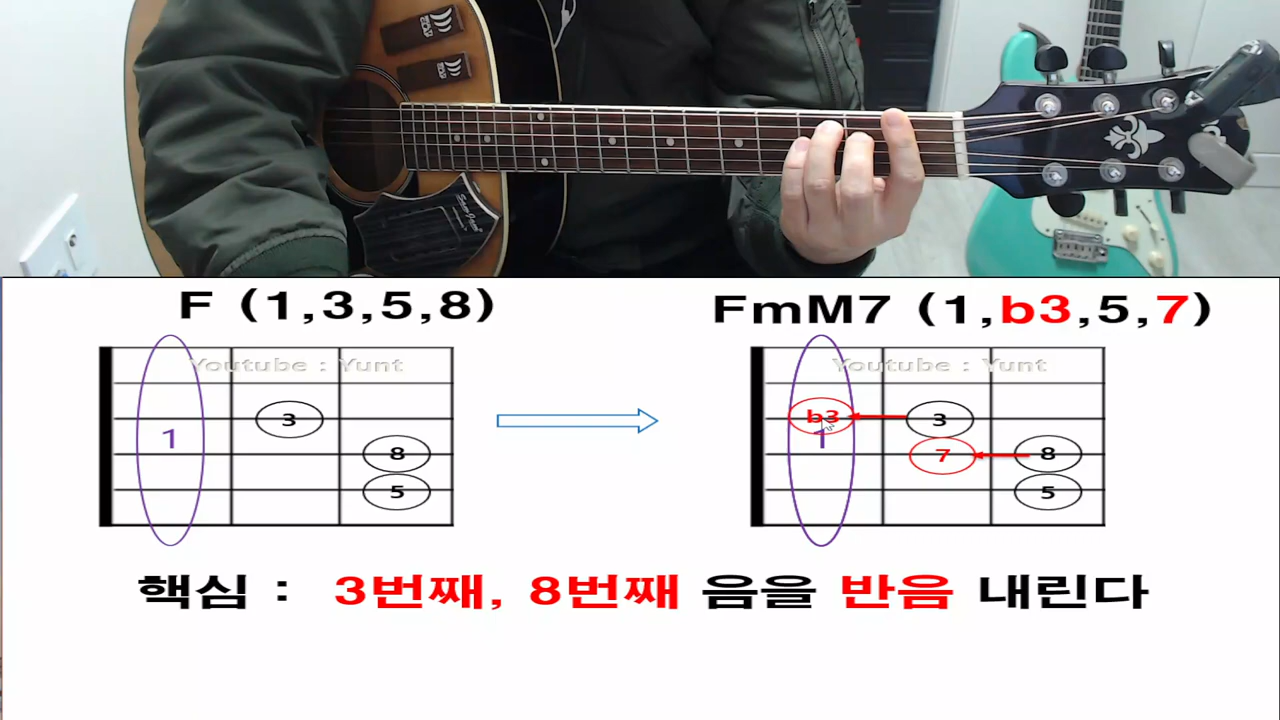 F (1,3,5,8)
FmM7 (1,b3,5,7)
Youtube : Yunt
1
3
8
5
Youtube : Yunt
b3
3
1
7
8
5
핵심 : 3번째, 8번째 음을 반음 내린다